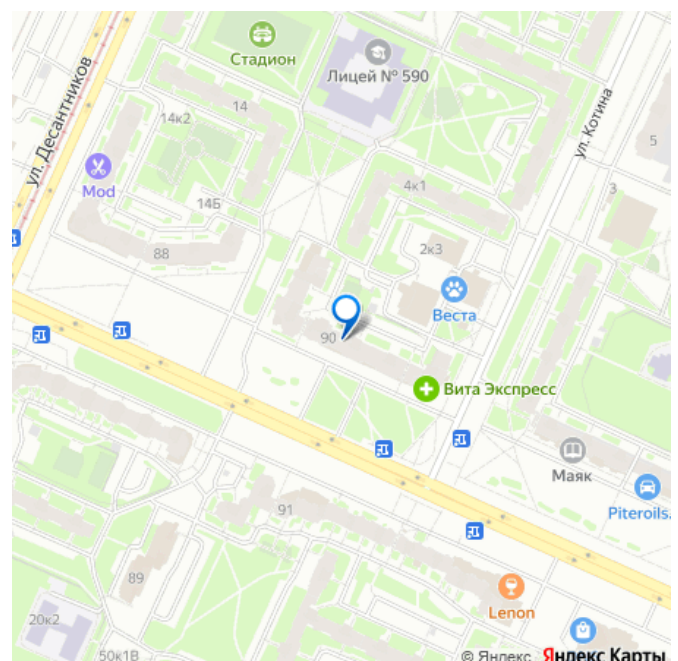 Стадион
Лицей № 590
ул. Десантников
ул. Котина
14
14к2
5
Mod
14Б
4к1
3
88
2к3
Веста
90
Вита Экспресс
Маяк
Piteroils.
91
89
Lenon
20к2
50к1В
© Яндекс Яндекс Карты